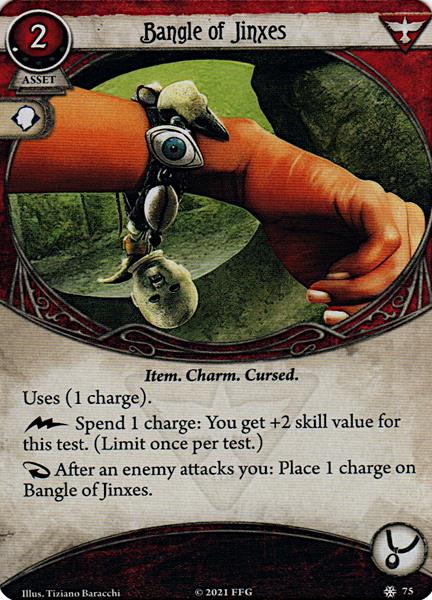 Bangle of Jinxes
2
ASSET
Item. Charm. Cursed.
Uses (1 charge).
Spend 1 charge: You get +2 skill value for
this test. (Limit once per test.)
After an enemy attacks you: Place 1 charge on
Bangle of Jinxes.
Illus. Tiziano Baracchi © 2021 FFG 75